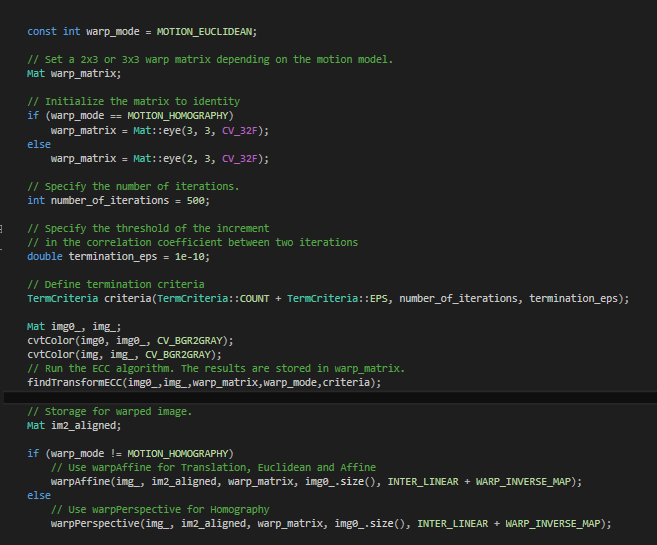 const int warp_mode = MOTION_EUCLIDEAN;
// Set a 2x3 or 3x3 warp matrix depending on the motion model.
Mat warp_matrix;
// Initialize the matrix to identity
if (warp_mode == MOTION_HOMOGRAPHY)
warp_matrix = Mat::eye(3, 3, CV_32F);
else
warp_matrix = Mat::eye(2, 3, CV_32F);
// Specify the number of iterations.
int number_of_iterations = 500;
// Specify the threshold of the increment
// in the correlation coefficient between two iterations
double termination_eps = 1e-10;
// Define termination criteria
TermCriteria criteria(TermCriteria::COUNT + TermCriteria::EPS, number_of_iterations, termination_eps);
Mat img0_, img_;
cvtColor(img0, img0_, CV_BGR2GRAY);
cvtColor(img, img_, CV_BGR2GRAY);
// Run the ECC algorithm. The results are stored in warp_matrix.
findTransformECC(img0_,img_,warp_matrix,warp_mode,criteria);
// Storage for warped image.
Mat im2_aligned;
if (warp_mode != MOTION_HOMOGRAPHY)
// Use warpAffine for Translation, Euclidean and Affine
warpAffine(img_, im2_aligned, warp_matrix, img0_.size(), INTER_LINEAR + WARP_INVERSE_MAP);
else
// Use warpPerspective for Homography
warpPerspective(img_, im2_aligned, warp_matrix, img0_.size(), INTER_LINEAR + WARP_INVERSE_MAP);